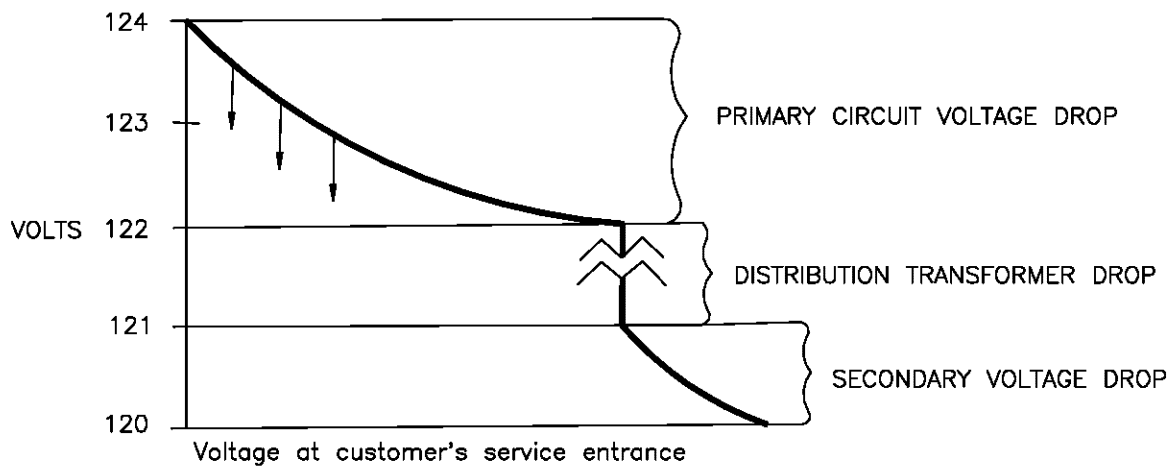 124
PRIMARY CIRCUIT VOLTAGE DROP
123
VOLTS 122
DISTRIBUTION TRANSFORMER DROP
121
SECONDARY VOLTAGE DROP
120
Voltage at customer's service entrance